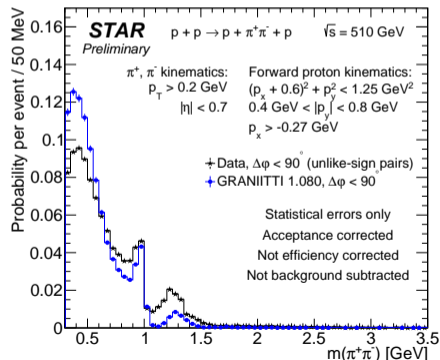 STAR
Preliminary
p + p → p + π⁺π⁻ + p √s = 510 GeV
π⁺, π⁻ kinematics:
p_T > 0.2 GeV
|η| < 0.7
Forward proton kinematics:
(p_x + 0.6)² + p_y² < 1.25 GeV²
0.4 GeV < |p_y| < 0.8 GeV
p_x > -0.27 GeV
Data, Δφ < 90° (unlike-sign pairs)
GRANIITTI 1.080, Δφ < 90°
Statistical errors only
Acceptance corrected
Not efficiency corrected
Not background subtracted
Probability per event / 50 MeV
0.16
0.14
0.12
0.1
0.08
0.06
0.04
0.02
0
0.5 1 1.5 2 2.5 3 3.5
m(π⁺π⁻) [GeV]